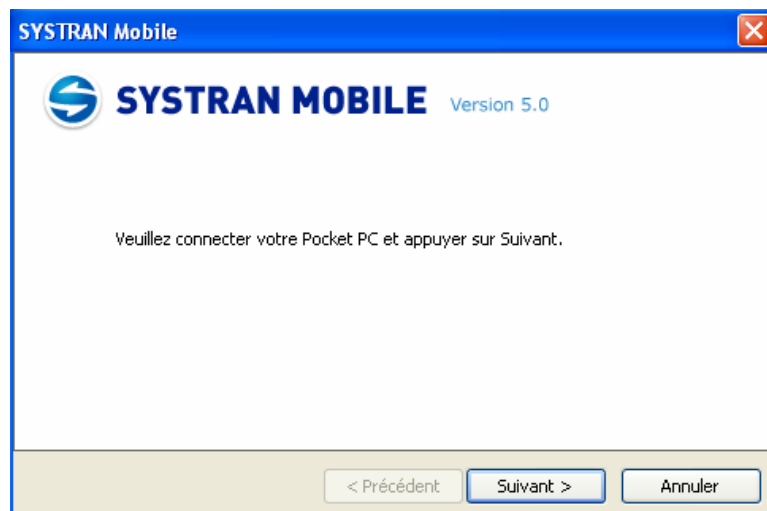 SYSTRAN Mobile
SYSTRAN MOBILE Version 5.0
Veuillez connecter votre Pocket PC et appuyer sur Suivant.
< Précédent Suivant > Annuler